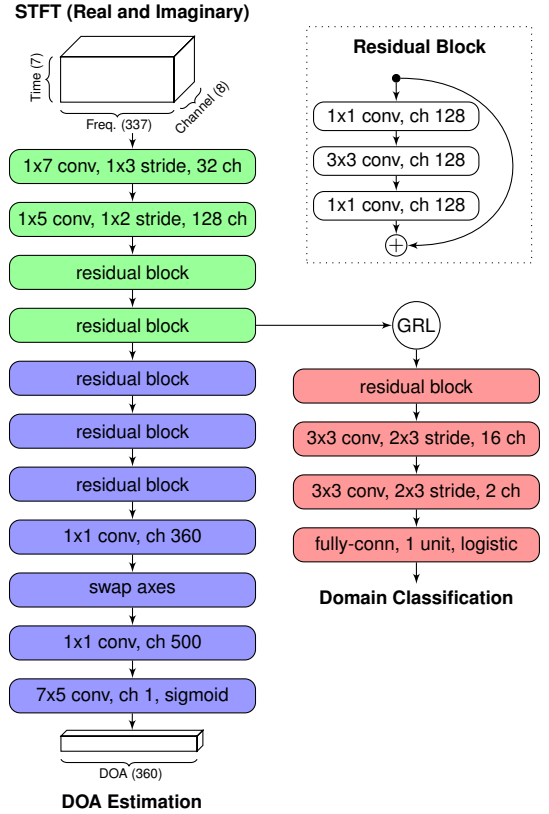 STFT (Real and Imaginary)
Time (7)
Freq. (337)
Channel (8)
1x7 conv, 1x3 stride, 32 ch
1x5 conv, 1x2 stride, 128 ch
residual block
residual block
residual block
residual block
residual block
1x1 conv, ch 360
swap axes
1x1 conv, ch 500
7x5 conv, ch 1, sigmoid
DOA (360)
DOA Estimation
Residual Block
1x1 conv, ch 128
3x3 conv, ch 128
1x1 conv, ch 128
+
GRL
residual block
3x3 conv, 2x3 stride, 16 ch
3x3 conv, 2x3 stride, 2 ch
fully-conn, 1 unit, logistic
Domain Classification